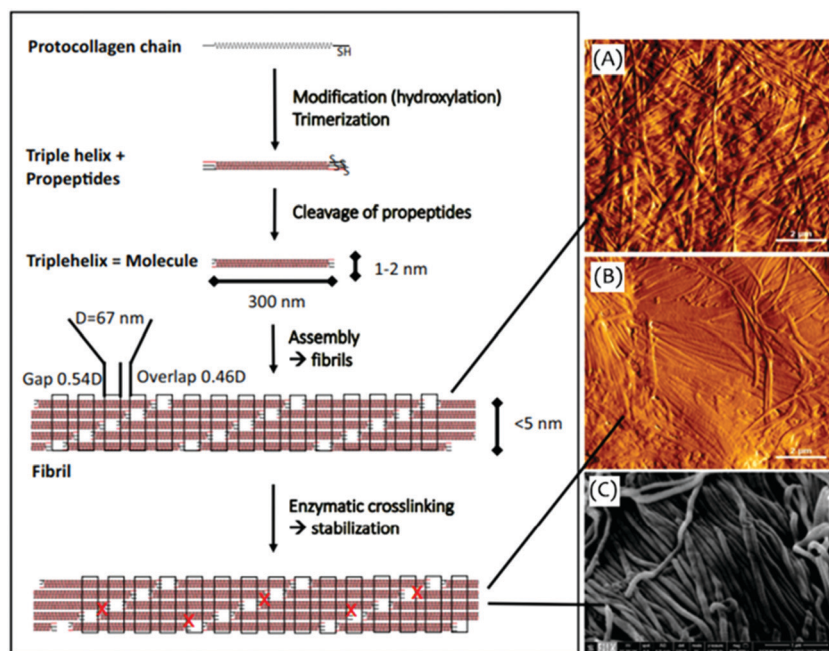 Protocollagen chain
SH
Modification (hydroxylation)
Trimerization
Triple helix +
Propeptides
S
S
S
Cleavage of propeptides
Triplehelix = Molecule
1-2 nm
300 nm
D=67 nm
Assembly
→ fibrils
Gap 0.54D
Overlap 0.46D
<5 nm
Fibril
Enzymatic crosslinking
→ stabilization
X
X
X
X
X
(A)
2 µm
(B)
2 µm
(C)